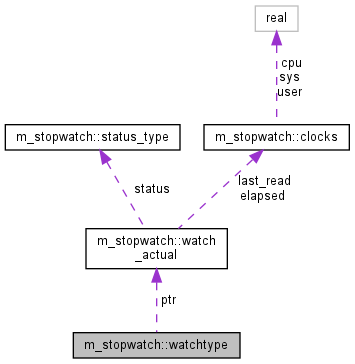 real
cpu
sys
user
m_stopwatch::status_type
m_stopwatch::clocks
status
last_read
elapsed
m_stopwatch::watch
_actual
ptr
m_stopwatch::watchtype